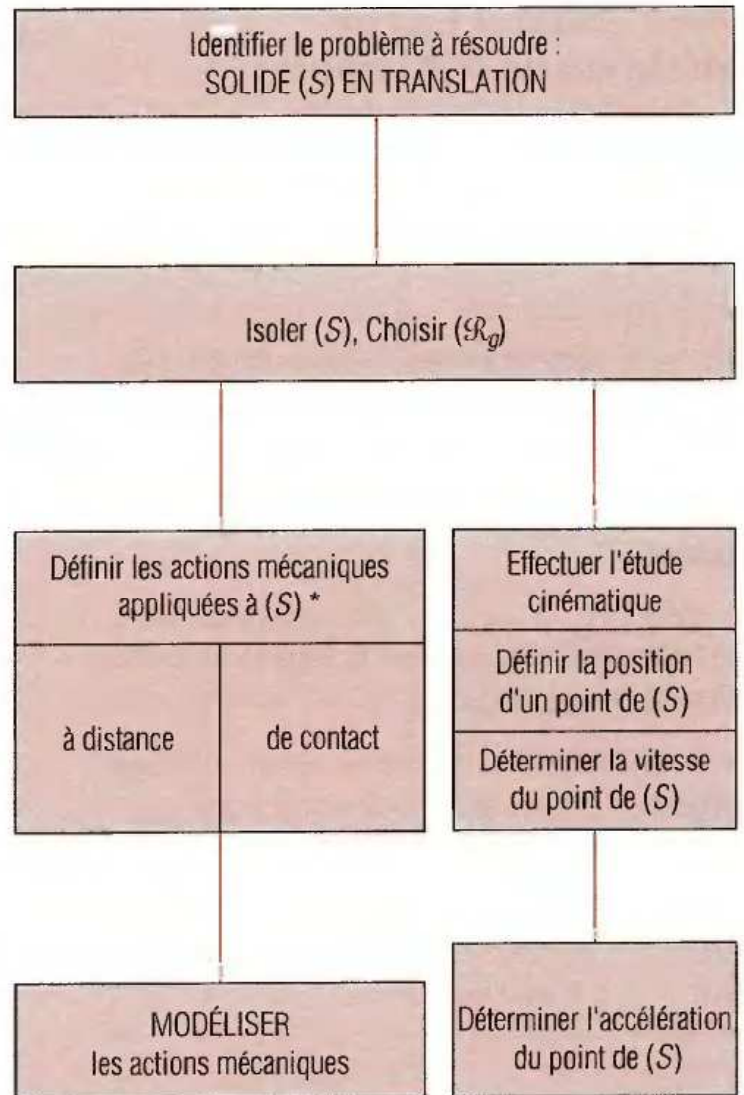 Identifier le problème à résoudre :
SOLIDE (S) EN TRANSLATION
Isoler (S), Choisir (ℛg)
Définir les actions mécaniques
appliquées à (S) *
à distance
de contact
Effectuer l'étude
cinématique
Définir la position
d'un point de (S)
Déterminer la vitesse
du point de (S)
MODÉLISER
les actions mécaniques
Déterminer l'accélération
du point de (S)